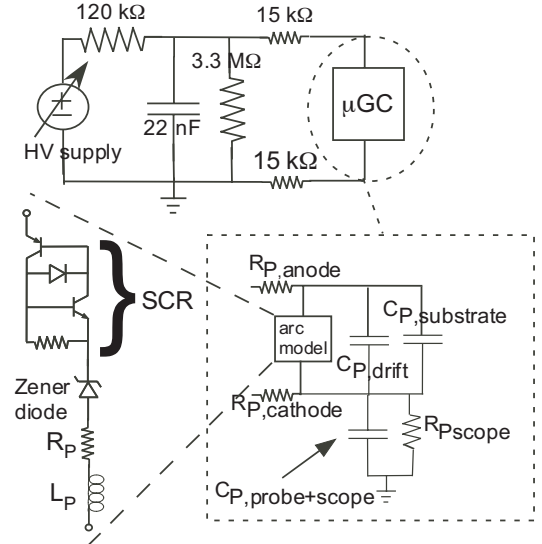 120 kΩ
15 kΩ
3.3 MΩ
22 nF
μGC
HV supply
15 kΩ
SCR
Zener
diode
RP
LP
RP,anode
CP,substrate
arc
model
CP,drift
RP,cathode
RPscope
CP,probe+scope